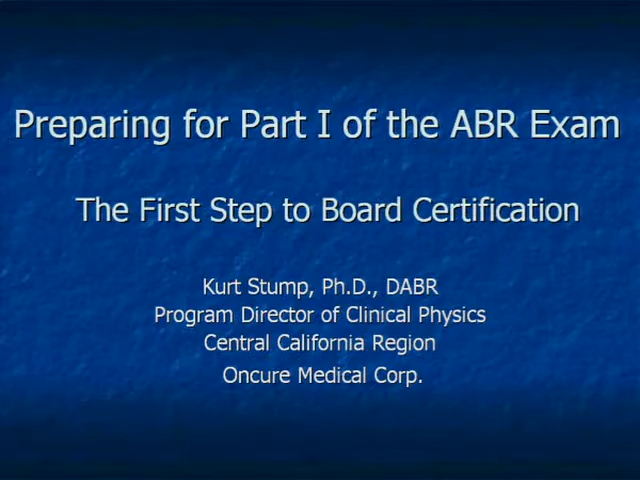 Preparing for Part I of the ABR Exam
The First Step to Board Certification
Kurt Stump, Ph.D., DABR
Program Director of Clinical Physics
Central California Region
Oncure Medical Corp.